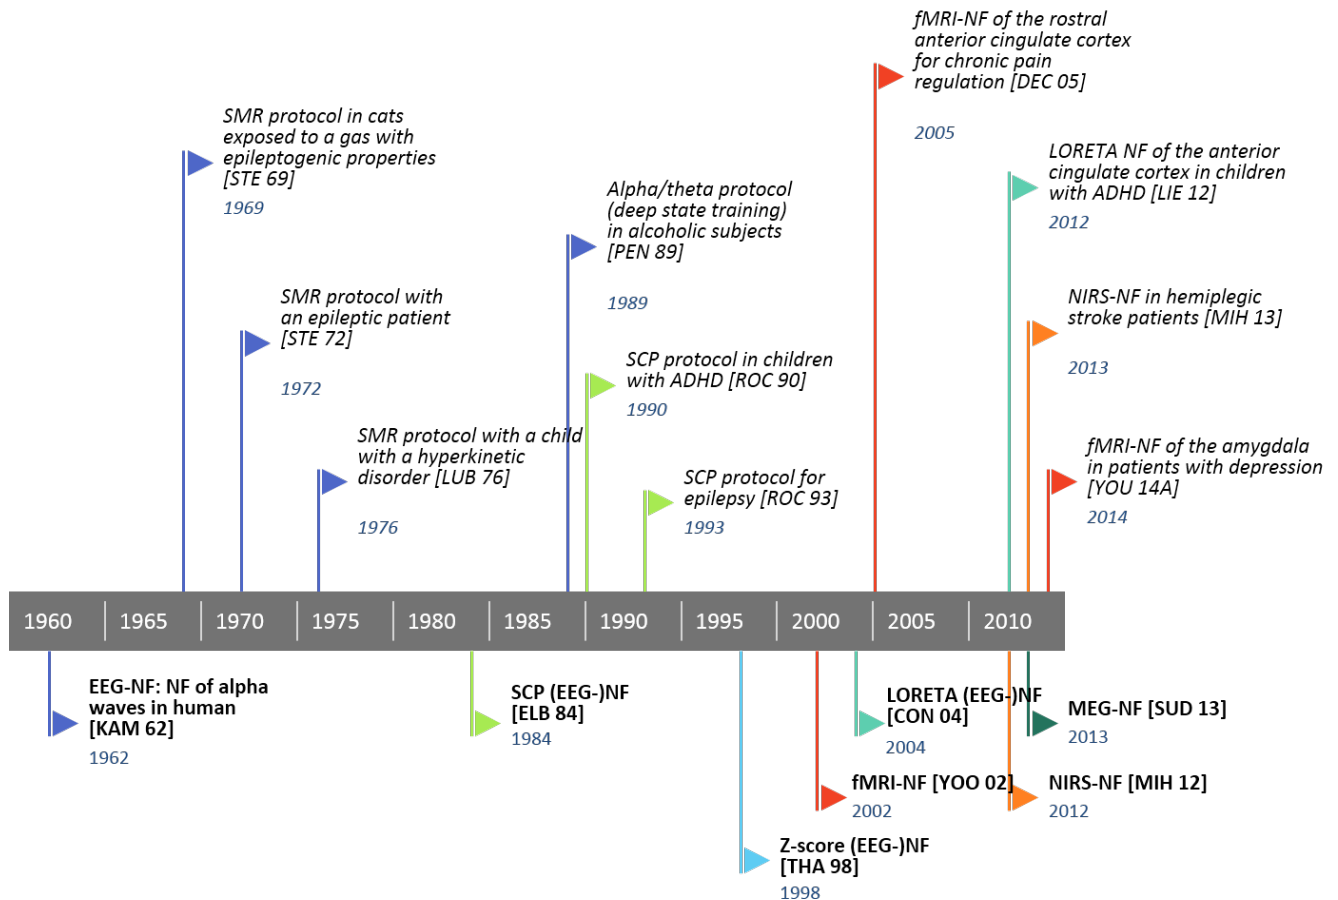 fMRI-NF of the rostral
anterior cingulate cortex
for chronic pain
regulation [DEC 05]
2005
SMR protocol in cats
exposed to a gas with
epileptogenic properties
[STE 69]
1969
LORETA NF of the anterior
cingulate cortex in children
with ADHD [LIE 12]
2012
Alpha/theta protocol
(deep state training)
in alcoholic subjects
[PEN 89]
1989
SMR protocol with
an epileptic patient
[STE 72]
1972
NIRS-NF in hemiplegic
stroke patients [MIH 13]
2013
SCP protocol in children
with ADHD [ROC 90]
1990
SMR protocol with a child
with a hyperkinetic
disorder [LUB 76]
1976
fMRI-NF of the amygdala
in patients with depression
[YOU 14A]
2014
SCP protocol for
epilepsy [ROC 93]
1993
1960 1965 1970 1975 1980 1985 1990 1995 2000 2005 2010
EEG-NF: NF of alpha
waves in human
[KAM 62]
1962
SCP (EEG-)NF
[ELB 84]
1984
LORETA (EEG-)NF
[CON 04]
2004
MEG-NF [SUD 13]
2013
fMRI-NF [YOO 02]
2002
NIRS-NF [MIH 12]
2012
Z-score (EEG-)NF
[THA 98]
1998